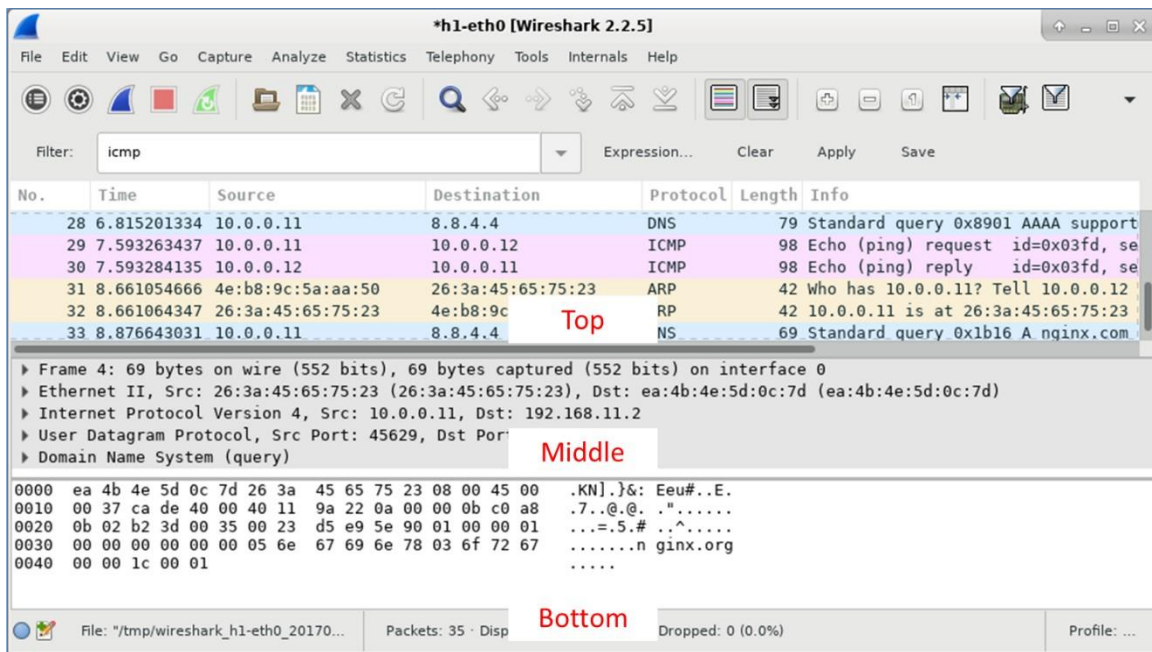 *h1-eth0 [Wireshark 2.2.5]
File Edit View Go Capture Analyze Statistics Telephony Tools Internals Help
Filter: icmp Expression... Clear Apply Save
No. Time Source Destination Protocol Length Info
28 6.815201334 10.0.0.11 8.8.4.4 DNS 79 Standard query 0x8901 AAAA support
29 7.593263437 10.0.0.11 10.0.0.12 ICMP 98 Echo (ping) request id=0x03fd, se
30 7.593284135 10.0.0.12 10.0.0.11 ICMP 98 Echo (ping) reply id=0x03fd, se
31 8.661054666 4e:b8:9c:5a:aa:50 26:3a:45:65:75:23 ARP 42 Who has 10.0.0.11? Tell 10.0.0.12
32 8.661064347 26:3a:45:65:75:23 4e:b8:9c RP 42 10.0.0.11 is at 26:3a:45:65:75:23
Top
33 8.876643031 10.0.0.11 8.8.4.4 NS 69 Standard query 0x1b16 A nginx.com
Frame 4: 69 bytes on wire (552 bits), 69 bytes captured (552 bits) on interface 0
Ethernet II, Src: 26:3a:45:65:75:23 (26:3a:45:65:75:23), Dst: ea:4b:4e:5d:0c:7d (ea:4b:4e:5d:0c:7d)
Internet Protocol Version 4, Src: 10.0.0.11, Dst: 192.168.11.2
User Datagram Protocol, Src Port: 45629, Dst Por
Middle
Domain Name System (query)
0000 ea 4b 4e 5d 0c 7d 26 3a 45 65 75 23 08 00 45 00 .KN].}&: Eeu#..E.
0010 00 37 ca de 40 00 40 11 9a 22 0a 00 00 0b c0 a8 .7..@.@. ."......
0020 0b 02 b2 3d 00 35 00 23 d5 e9 5e 90 01 00 00 01 ...=.5.# ..^.....
0030 00 00 00 00 00 00 05 6e 67 69 6e 78 03 6f 72 67 .......n ginx.org
0040 00 00 1c 00 01 .....
Bottom
File: "/tmp/wireshark_h1-eth0_20170... Packets: 35 · Disp Dropped: 0 (0.0%) Profile: ...